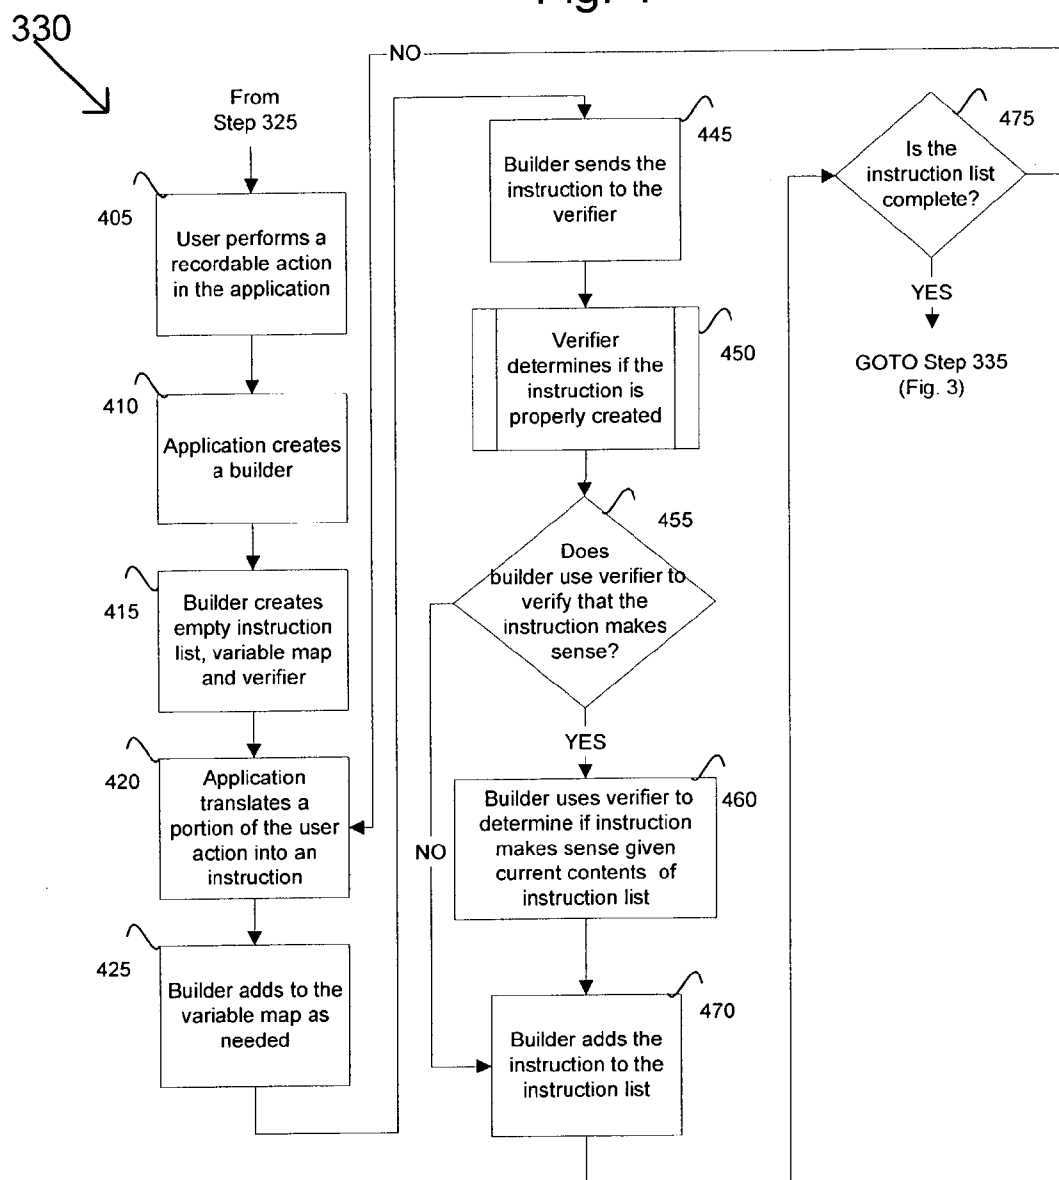 330
From
Step 325
405
User performs a
recordable action
in the application
410
Application creates
a builder
415
Builder creates
empty instruction
list, variable map
and verifier
420
Application
translates a
portion of the user
action into an
instruction
425
Builder adds to the
variable map as
needed
NO
445
Builder sends the
instruction to the
verifier
450
Verifier
determines if the
instruction is
properly created
455
Does
builder use verifier to
verify that the
instruction makes
sense?
YES
NO
460
Builder uses verifier to
determine if instruction
makes sense given
current contents of
instruction list
470
Builder adds the
instruction to the
instruction list
475
Is the
instruction list
complete?
YES
GOTO Step 335
(Fig. 3)